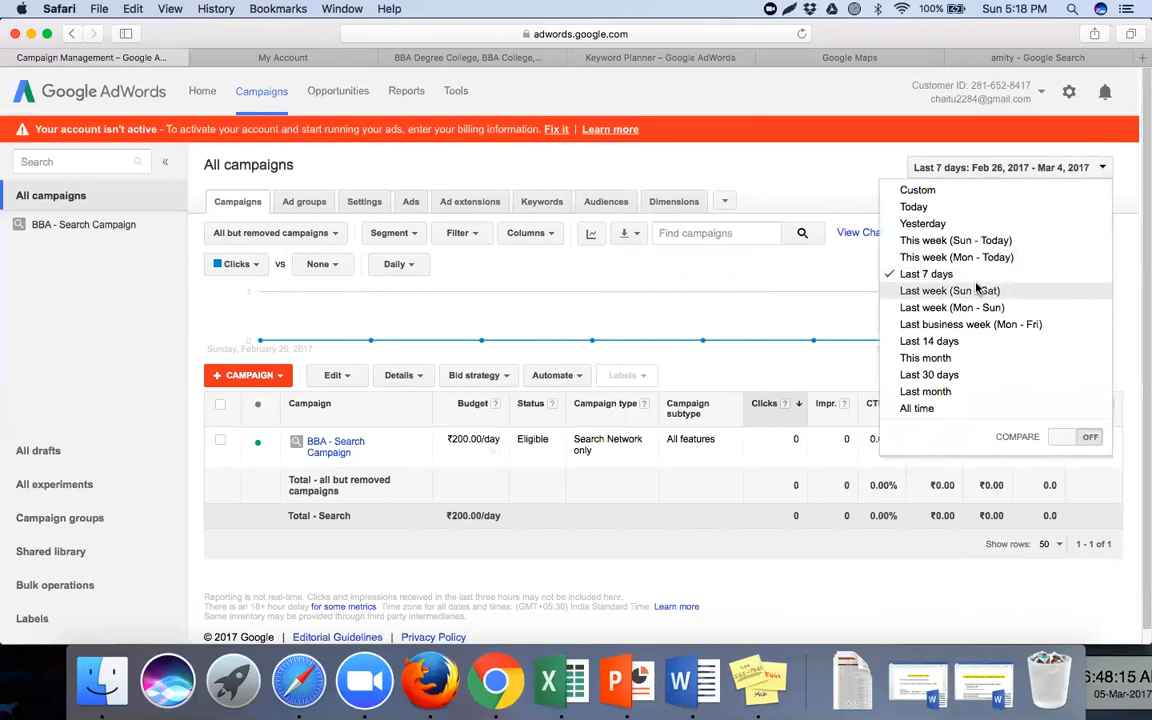 Safari File Edit View History Bookmarks Window Help 100% Sun 5:18 PM
adwords.google.com
Campaign Management – Google A... My Account BBA Degree College, BBA College,... Keyword Planner – Google AdWords Google Maps amity - Google Search
Google AdWords Home Campaigns Opportunities Reports Tools
Customer ID: 281-652-8417
chaitu2284@gmail.com
Your account isn't active - To activate your account and start running your ads, enter your billing information. Fix it | Learn more
Search «
All campaigns
BBA - Search Campaign
All drafts
All experiments
Campaign groups
Shared library
Bulk operations
Labels
All campaigns
Last 7 days: Feb 26, 2017 - Mar 4, 2017
Campaigns Ad groups Settings Ads Ad extensions Keywords Audiences Dimensions
All but removed campaigns Segment Filter Columns Find campaigns View Cha
Clicks vs None Daily
1
0
Sunday, February 26, 2017
Custom
Today
Yesterday
This week (Sun - Today)
This week (Mon - Today)
Last 7 days
Last week (Sun - Sat)
Last week (Mon - Sun)
Last business week (Mon - Fri)
Last 14 days
This month
Last 30 days
Last month
All time
COMPARE OFF
+ CAMPAIGN Edit Details Bid strategy Automate Labels
Campaign Budget ? Status ? Campaign type ? Campaign subtype Clicks ? Impr. ? CT
BBA - Search Campaign ₹200.00/day Eligible Search Network only All features 0 0 0.
Total - all but removed campaigns 0 0 0.00% ₹0.00 ₹0.00 0.0
Total - Search ₹200.00/day 0 0 0.00% ₹0.00 ₹0.00 0.0
Show rows: 50 1 - 1 of 1
Reporting is not real-time. Clicks and impressions received in the last three hours may not be included.
There is an 18+ hour delay for some metrics. Time zone for all dates and times: (GMT+05:30) India Standard Time. Learn more
Some inventory may be provided through third party intermediaries.
© 2017 Google | Editorial Guidelines | Privacy Policy
:48:15 AM
05-Mar-2017